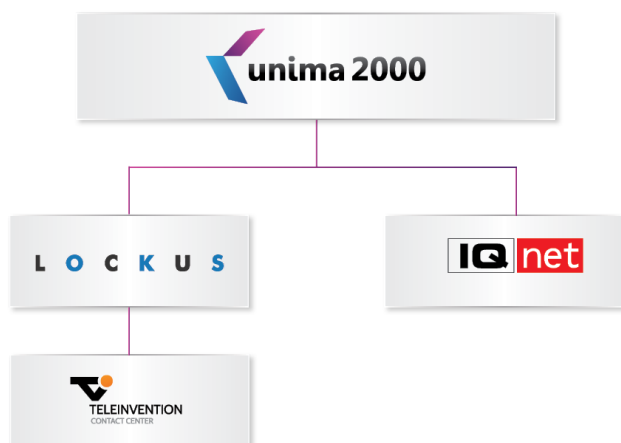 unima 2000
LOCKUS
IQ net
TELEINVENTION
CONTACT CENTER